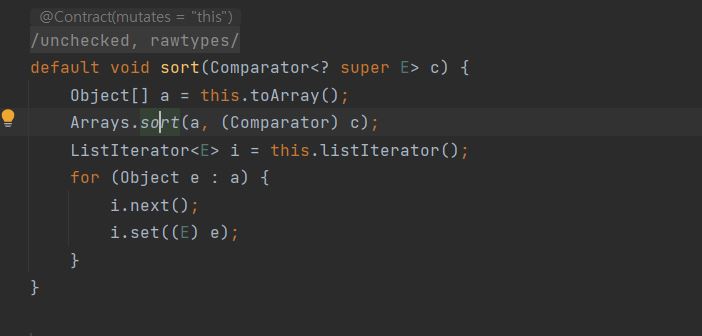 @Contract(mutates = "this")
/unchecked, rawtypes/
default void sort(Comparator<? super E> c) {
Object[] a = this.toArray();
Arrays.sort(a, (Comparator) c);
ListIterator<E> i = this.listIterator();
for (Object e : a) {
i.next();
i.set((E) e);
}
}